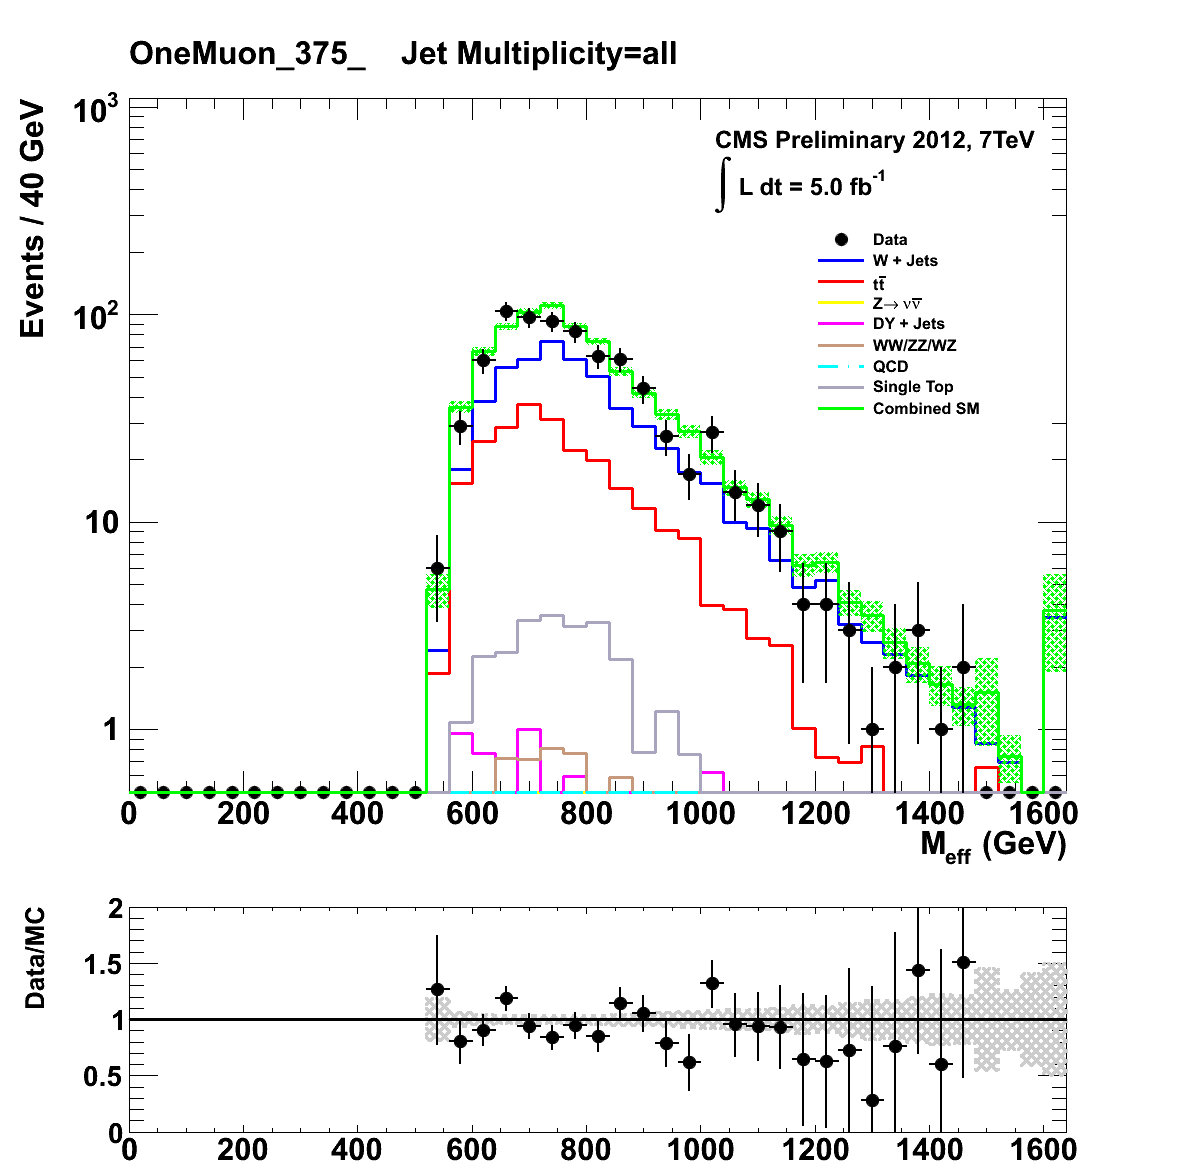 OneMuon_375_ Jet Multiplicity=all
Events / 40 GeV
10³
10²
10
1
CMS Preliminary 2012, 7TeV
∫ L dt = 5.0 fb⁻¹
Data
W + Jets
tt̅
Z→ νν̅
DY + Jets
WW/ZZ/WZ
QCD
Single Top
Combined SM
0 200 400 600 800 1000 1200 1400 1600
M_eff (GeV)
Data/MC
2
1.5
1
0.5
0
0 200 400 600 800 1000 1200 1400 1600